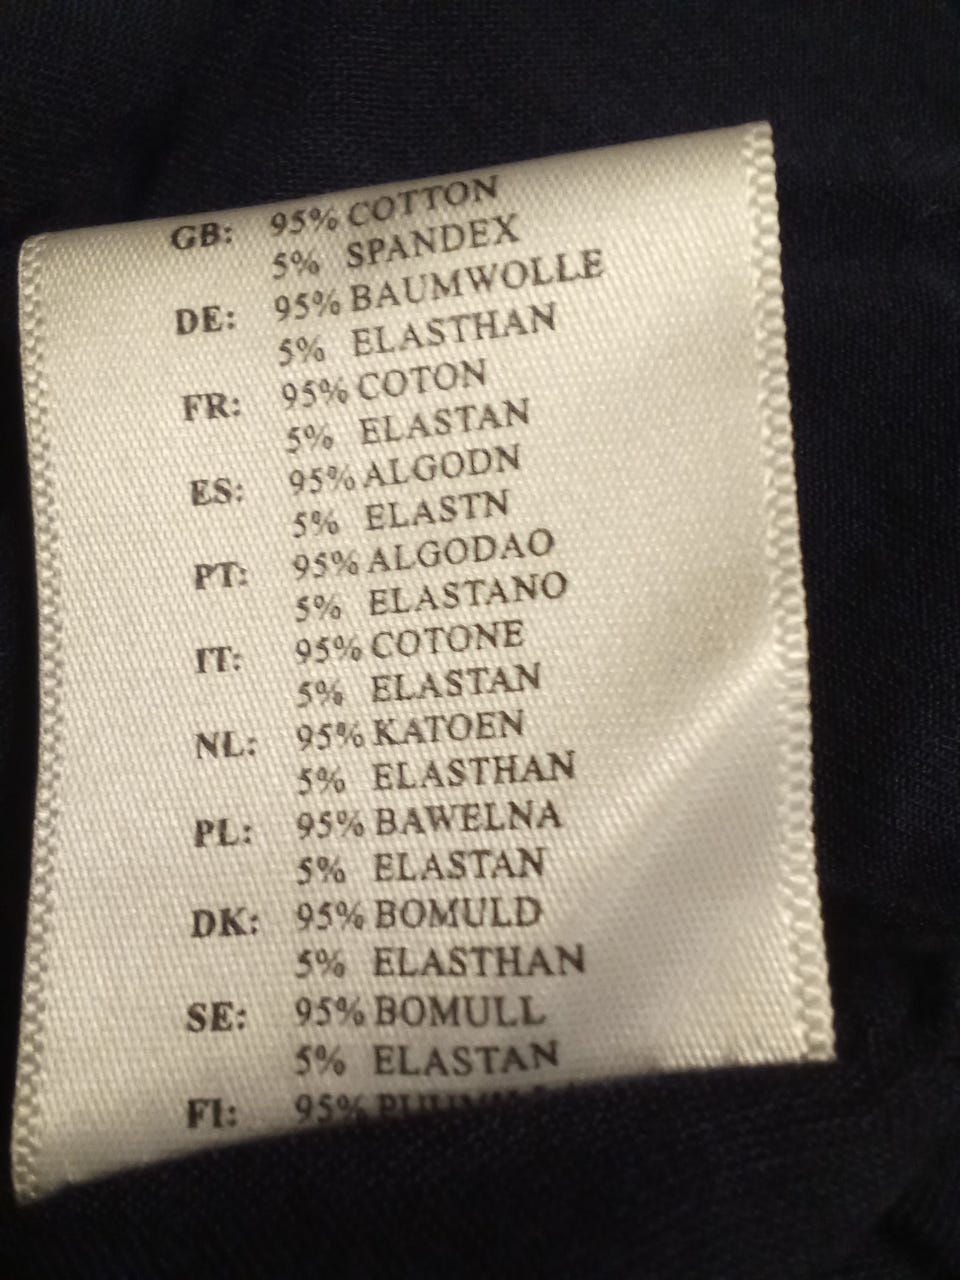 GB: 95% COTTON
5% SPANDEX
DE: 95% BAUMWOLLE
5% ELASTHAN
FR: 95% COTON
5% ELASTAN
ES: 95% ALGODN
5% ELASTN
PT: 95% ALGODAO
5% ELASTANO
IT: 95% COTONE
5% ELASTAN
NL: 95% KATOEN
5% ELASTHAN
PL: 95% BAWELNA
5% ELASTAN
DK: 95% BOMULD
5% ELASTHAN
SE: 95% BOMULL
5% ELASTAN
FI: 95%